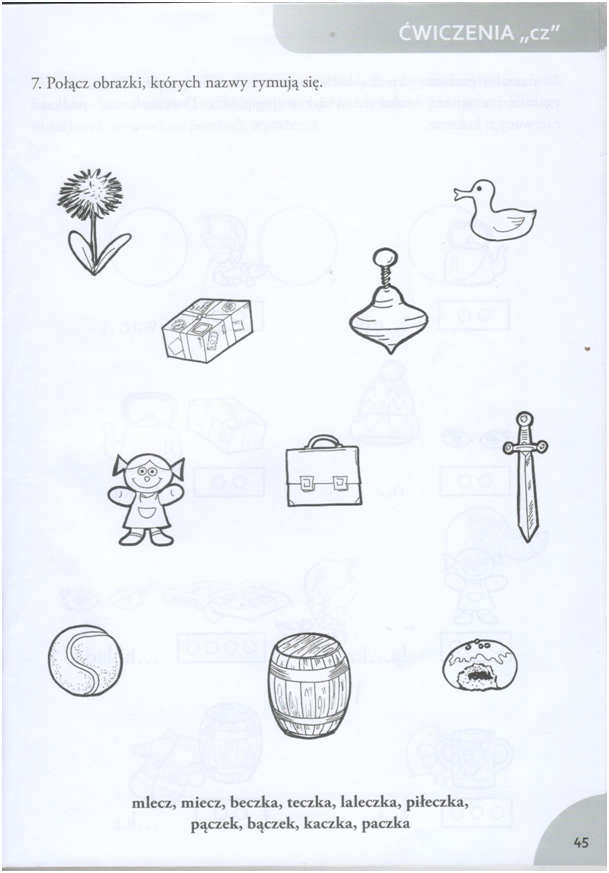 ĆWICZENIA „cz”
7. Połącz obrazki, których nazwy rymują się.
mlecz, miecz, beczka, teczka, laleczka, piłeczka,
pączek, bączek, kaczka, paczka
45